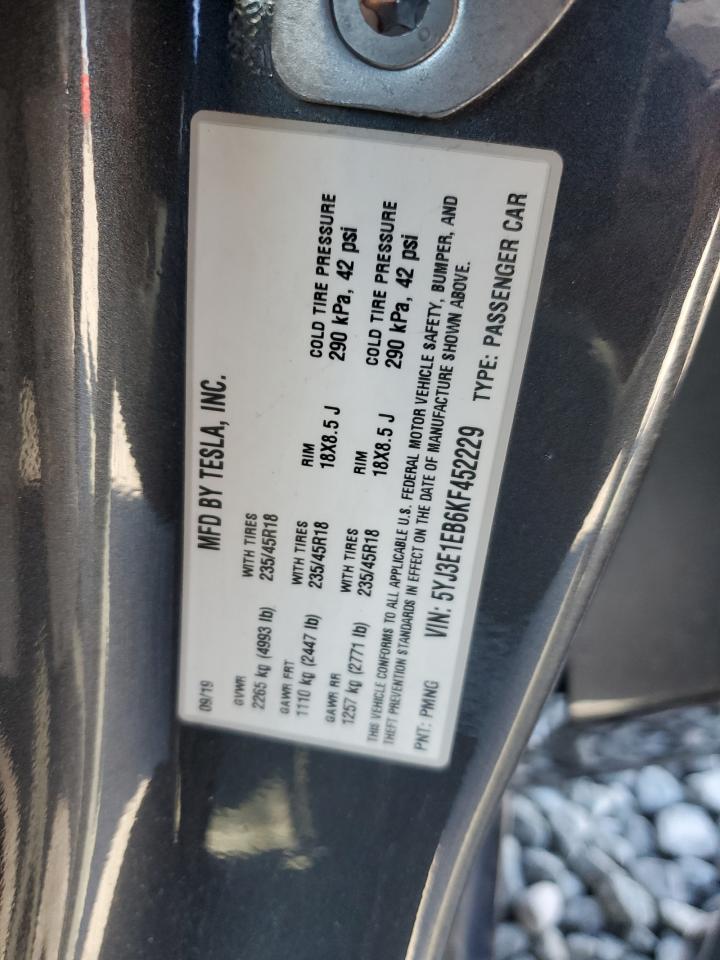 09/19 MFD BY TESLA, INC.
GVWR
2265 kg (4993 lb) WITH TIRES 235/45R18
GAWR FRT
1110 kg (2447 lb) WITH TIRES 235/45R18 RIM 18X8.5 J COLD TIRE PRESSURE 290 kPa, 42 psi
GAWR RR
1257 kg (2771 lb) WITH TIRES 235/45R18 RIM 18X8.5 J COLD TIRE PRESSURE 290 kPa, 42 psi
THIS VEHICLE CONFORMS TO ALL APPLICABLE U.S. FEDERAL MOTOR VEHICLE SAFETY, BUMPER, AND
THEFT PREVENTION STANDARDS IN EFFECT ON THE DATE OF MANUFACTURE SHOWN ABOVE.
PNT: PMNG VIN: 5YJ3E1EB6KF452229 TYPE: PASSENGER CAR